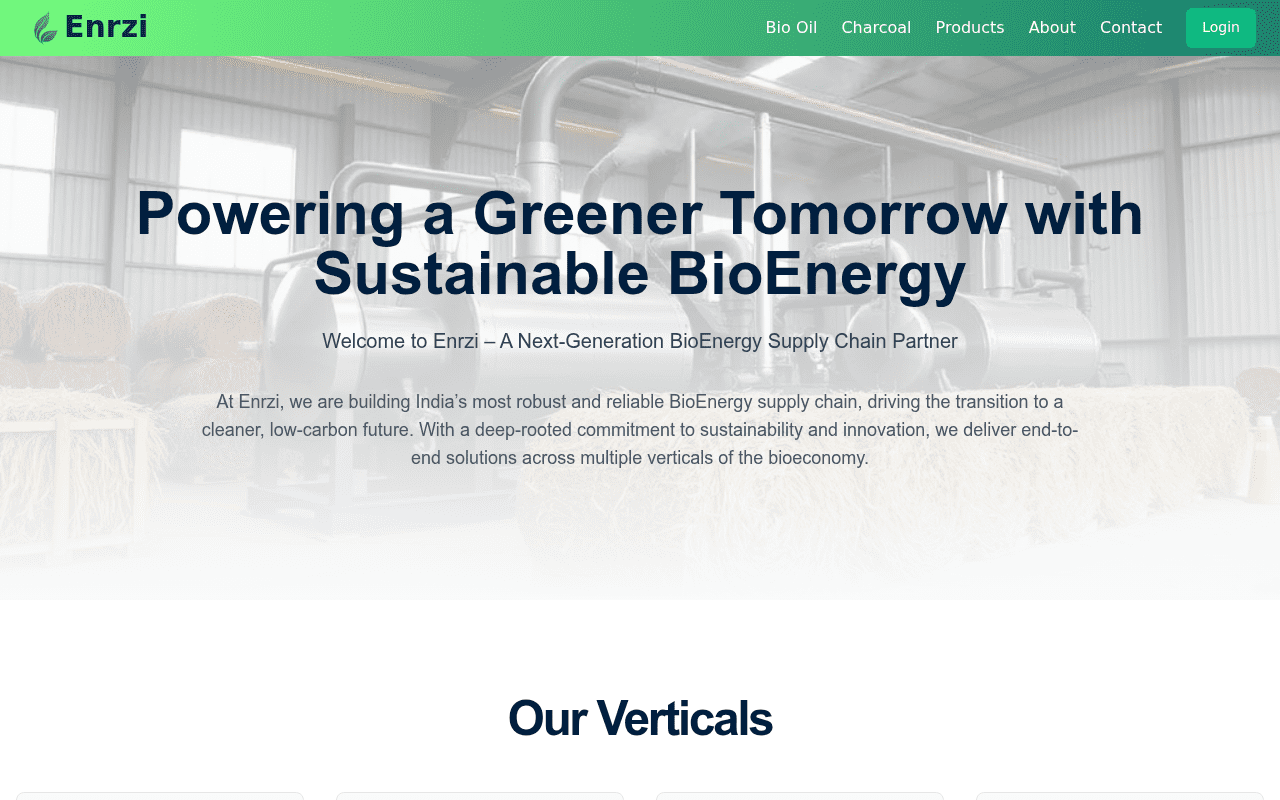 Enrzi
Bio Oil
Charcoal
Products
About
Contact
Login
Powering a Greener Tomorrow with
Sustainable BioEnergy
Welcome to Enrzi – A Next-Generation BioEnergy Supply Chain Partner
At Enrzi, we are building India’s most robust and reliable BioEnergy supply chain, driving the transition to a
cleaner, low-carbon future. With a deep-rooted commitment to sustainability and innovation, we deliver end-to-
end solutions across multiple verticals of the bioeconomy.
Our Verticals